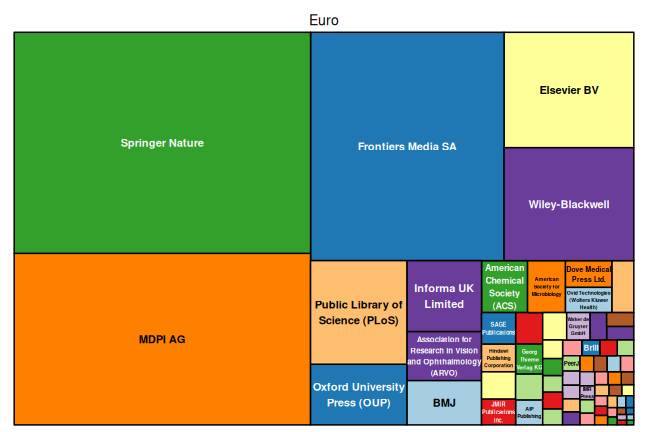 Euro
Springer Nature
Frontiers Media SA
Elsevier BV
Wiley-Blackwell
MDPI AG
Public Library of
Science (PLoS)
Oxford University
Press (OUP)
Informa UK
Limited
Association for
Research in Vision
and Ophthalmology
(ARVO)
BMJ
American
Chemical
Society
(ACS)
American
Society for
Microbiology
Dove Medical
Press Ltd.
Ovid Technologies
(Wolters Kluwer
Health)
SAGE
Publications
Hindawi
Publishing
Corporation
Georg
Thieme
Verlag KG
Walter de
Gruyter
GmbH
Brill
PeerJ
BMJ
Press
JMIR
Publications
Inc.
AIP
Publishing